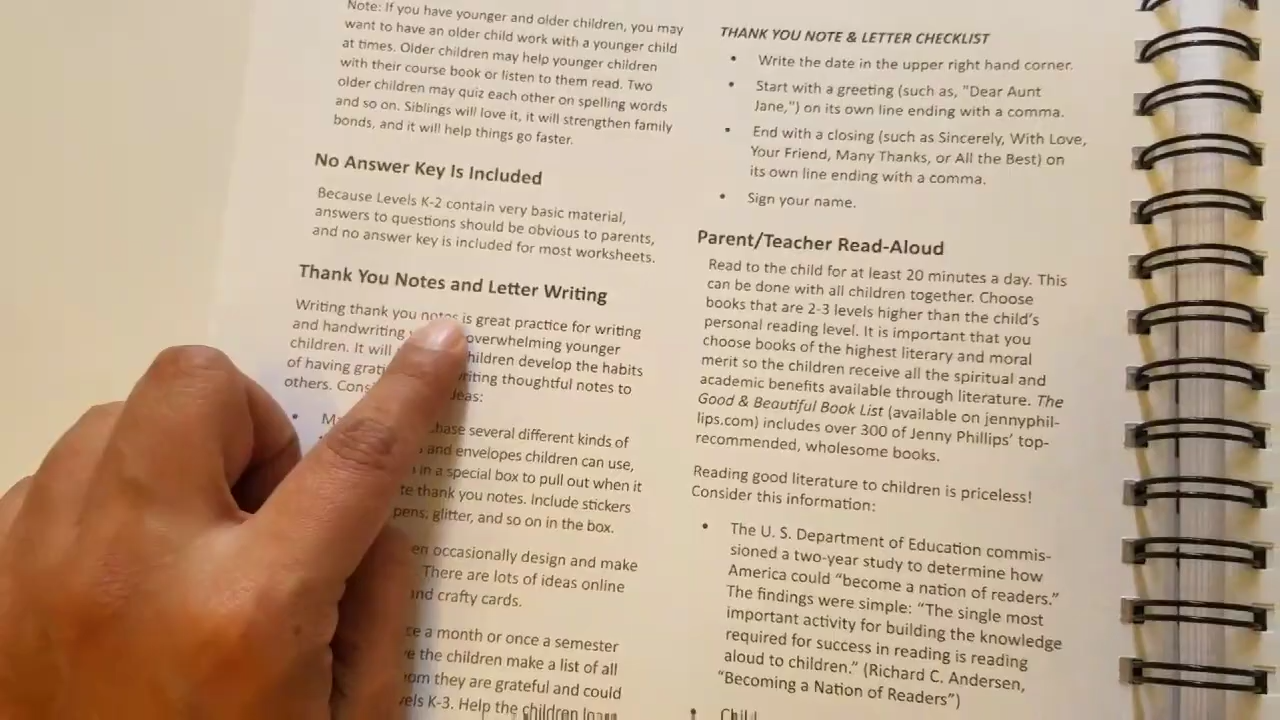 Note: If you have younger and older children, you may
want to have an older child work with a younger child
at times. Older children may help younger children
with their course book or listen to them read. Two
older children may quiz each other on spelling words
and so on. Siblings will love it, it will strengthen family
bonds, and it will help things go faster.
No Answer Key Is Included
Because Levels K-2 contain very basic material,
answers to questions should be obvious to parents,
and no answer key is included for most worksheets.
Thank You Notes and Letter Writing
Writing thank you notes is great practice for writing
and handwriting overwhelming younger
children. It will children develop the habits
of having writing thoughtful notes to
others.
several different kinds of
and envelopes children can use,
in a special box to pull out when it
thank you notes. Include stickers
pens, glitter, and so on in the box.
occasionally design and make
There are lots of ideas online
and crafty cards.
a month or once a semester
the children make a list of all
they are grateful and could
K-3. Help the children
THANK YOU NOTE & LETTER CHECKLIST
• Write the date in the upper right hand corner.
• Start with a greeting (such as, "Dear Aunt
Jane,") on its own line ending with a comma.
• End with a closing (such as Sincerely, With Love,
Your Friend, Many Thanks, or All the Best) on
its own line ending with a comma.
• Sign your name.
Parent/Teacher Read-Aloud
Read to the child for at least 20 minutes a day. This
can be done with all children together. Choose
books that are 2-3 levels higher than the child's
personal reading level. It is important that you
choose books of the highest literary and moral
merit so the children receive all the spiritual and
academic benefits available through literature. The
Good & Beautiful Book List (available on jennyphil-
lips.com) includes over 300 of Jenny Phillips' top-
recommended, wholesome books.
Reading good literature to children is priceless!
Consider this information:
• The U. S. Department of Education commis-
sioned a two-year study to determine how
America could "become a nation of readers."
The findings were simple: "The single most
important activity for building the knowledge
required for success in reading is reading
aloud to children." (Richard C. Andersen,
"Becoming a Nation of Readers")